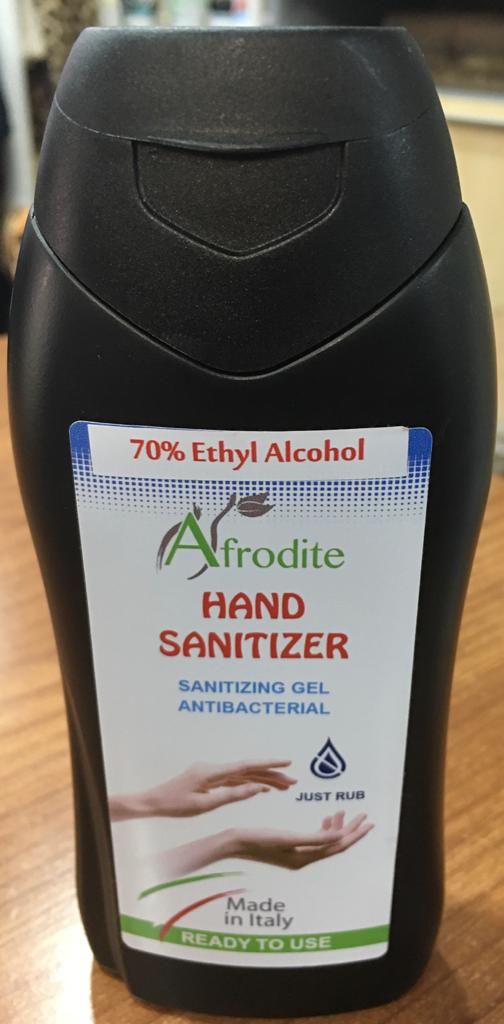 70% Ethyl Alcohol
Afrodite
HAND
SANITIZER
SANITIZING GEL
ANTIBACTERIAL
JUST RUB
Made
in Italy
READY TO USE